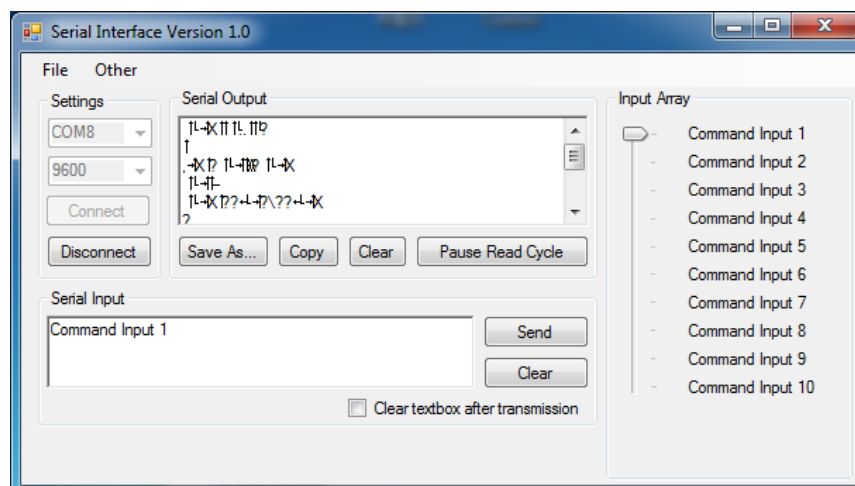 Serial Interface Version 1.0
File Other
Settings
COM8
9600
Connect
Disconnect
Serial Output
Save As...
Copy
Clear
Pause Read Cycle
Serial Input
Command Input 1
Send
Clear
Clear textbox after transmission
Input Array
Command Input 1
Command Input 2
Command Input 3
Command Input 4
Command Input 5
Command Input 6
Command Input 7
Command Input 8
Command Input 9
Command Input 10